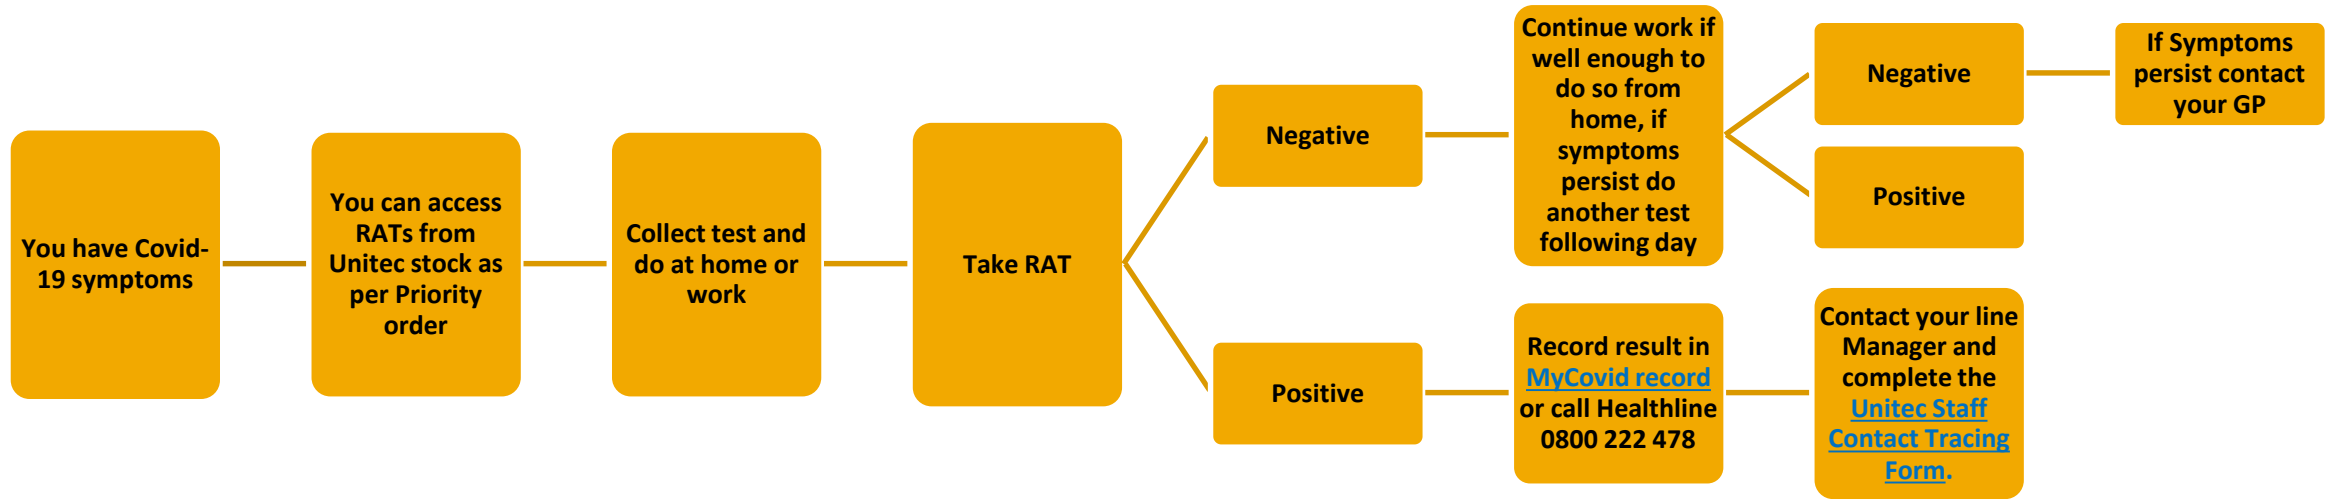 You have Covid-
19 symptoms
You can access
RATs from
Unitec stock as
per Priority
order
Collect test and
do at home or
work
Take RAT
Negative
Continue work if
well enough to
do so from
home, if
symptoms
persist do
another test
following day
Negative
If Symptoms
persist contact
your GP
Positive
Positive
Record result in
MyCovid record
or call Healthline
0800 222 478
Contact your line
Manager and
complete the
Unitec Staff
Contact Tracing
Form.